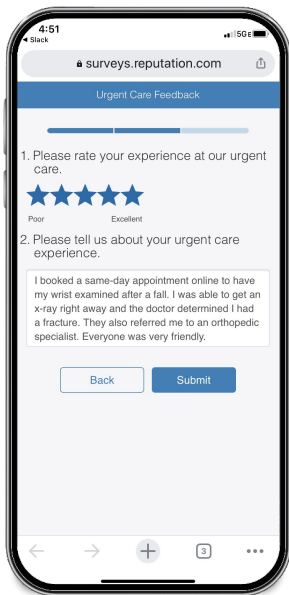 4:51
5GE
◀ Slack
surveys.reputation.com
Urgent Care Feedback
1. Please rate your experience at our urgent
care.
Poor Excellent
2. Please tell us about your urgent care
experience.
I booked a same-day appointment online to have
my wrist examined after a fall. I was able to get an
x-ray right away and the doctor determined I had
a fracture. They also referred me to an orthopedic
specialist. Everyone was very friendly.
Back Submit
3